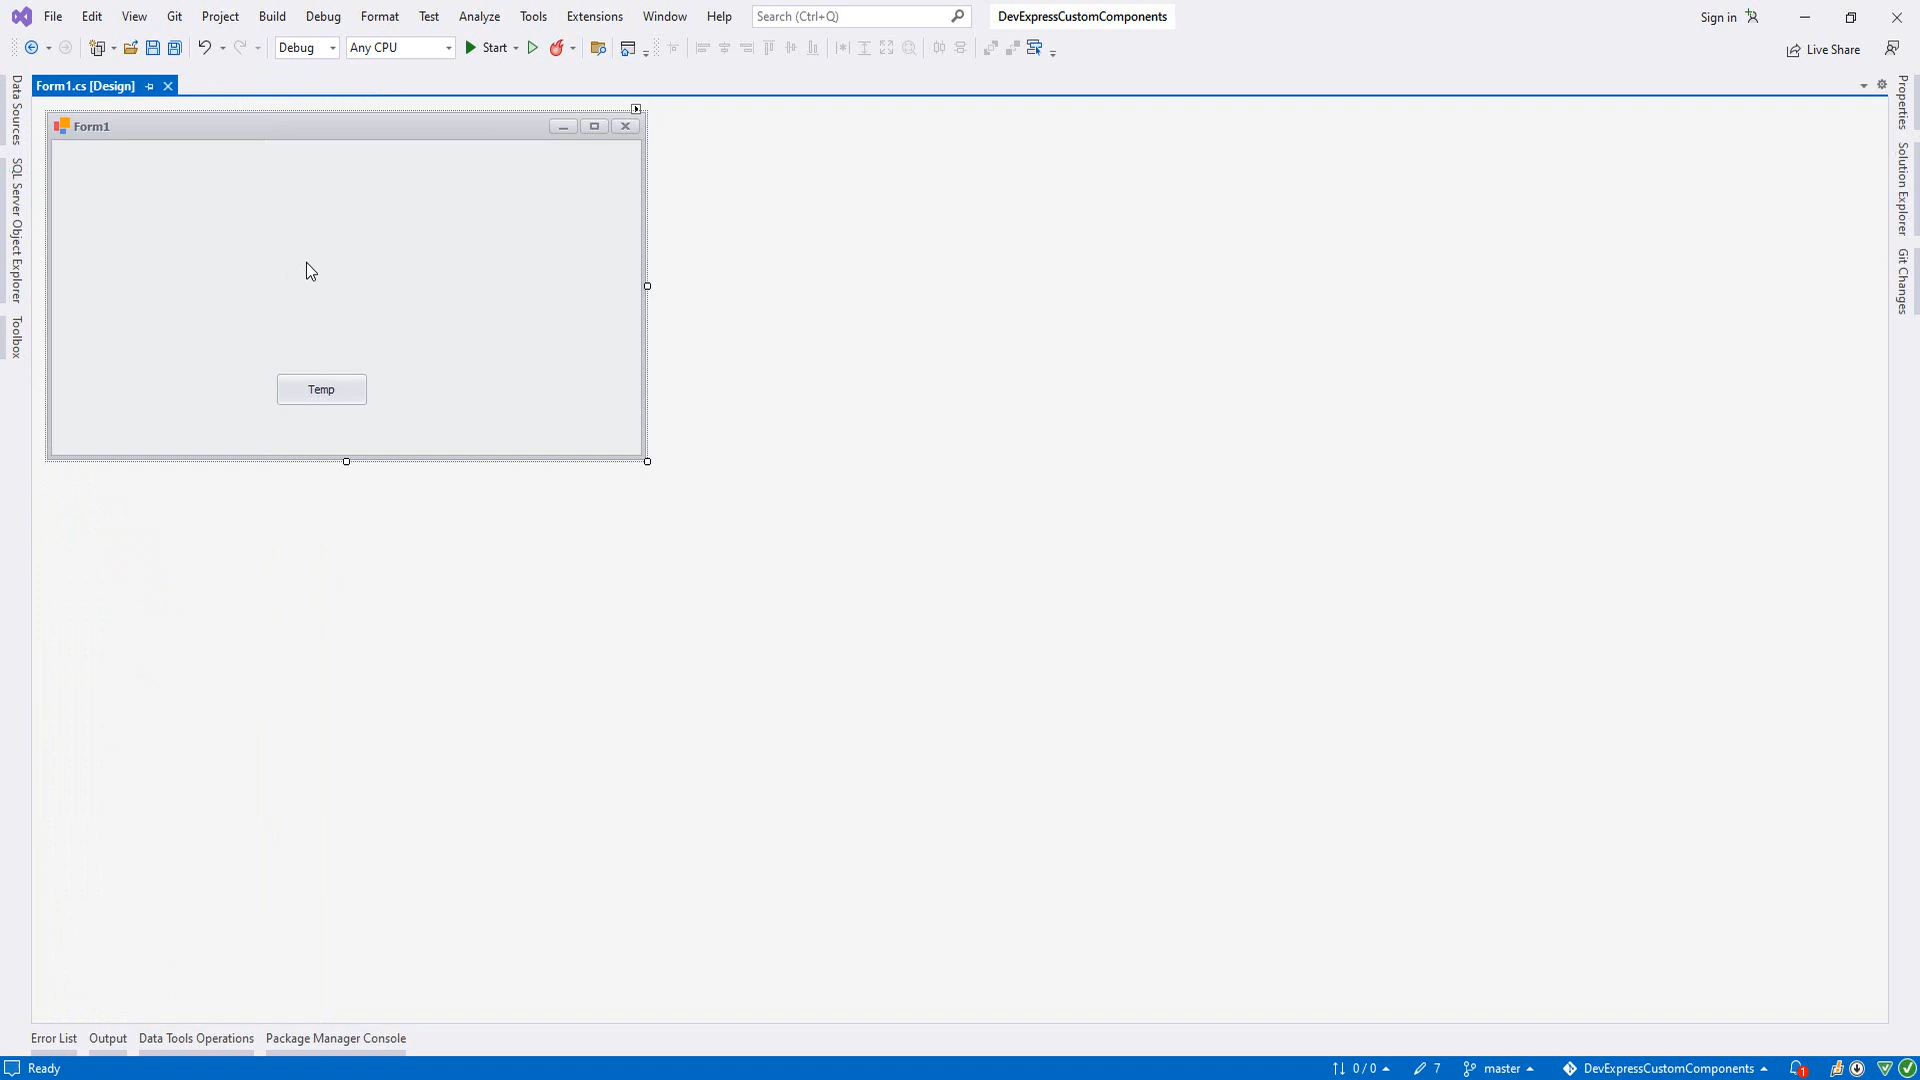 File Edit View Git Project Build Debug Format Test Analyze Tools Extensions Window Help Search (Ctrl+Q) DevExpressCustomComponents Sign in
Debug Any CPU Start Live Share
Form1.cs [Design]
Form1
Temp
Data Sources
SQL Server Object Explorer
Toolbox
Properties
Solution Explorer
Git Changes
Error List Output Data Tools Operations Package Manager Console
Ready 0 / 0 7 master DevExpressCustomComponents 1